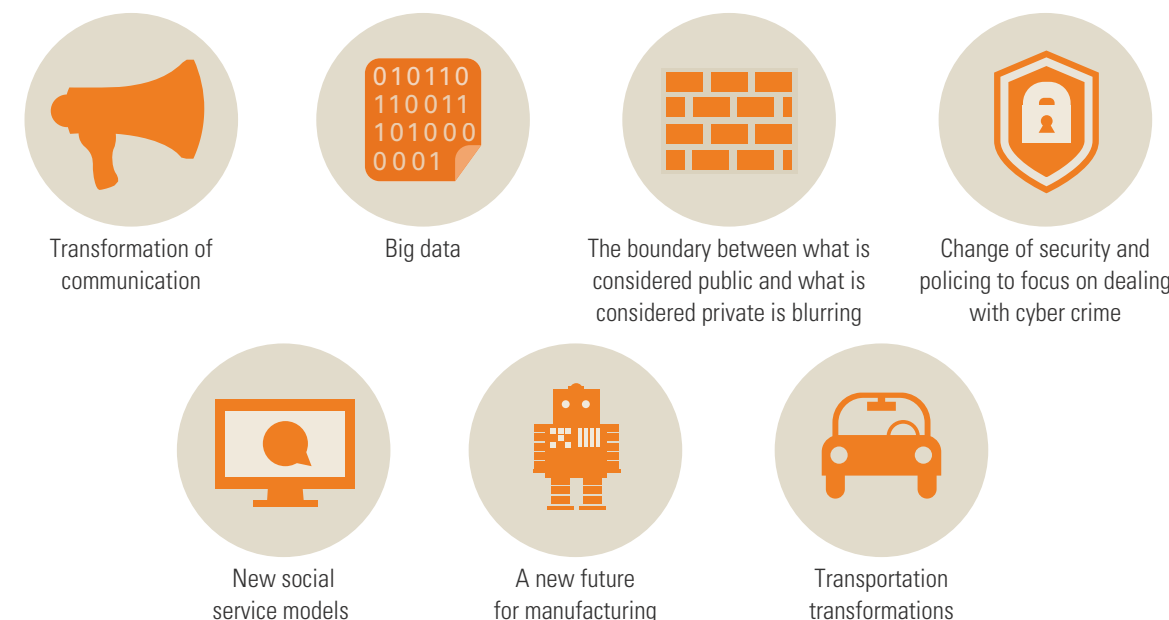 010110
110011
101000
0001
Transformation of
communication
Big data
The boundary between what is
considered public and what is
considered private is blurring
Change of security and
policing to focus on dealing
with cyber crime
New social
service models
A new future
for manufacturing
Transportation
transformations